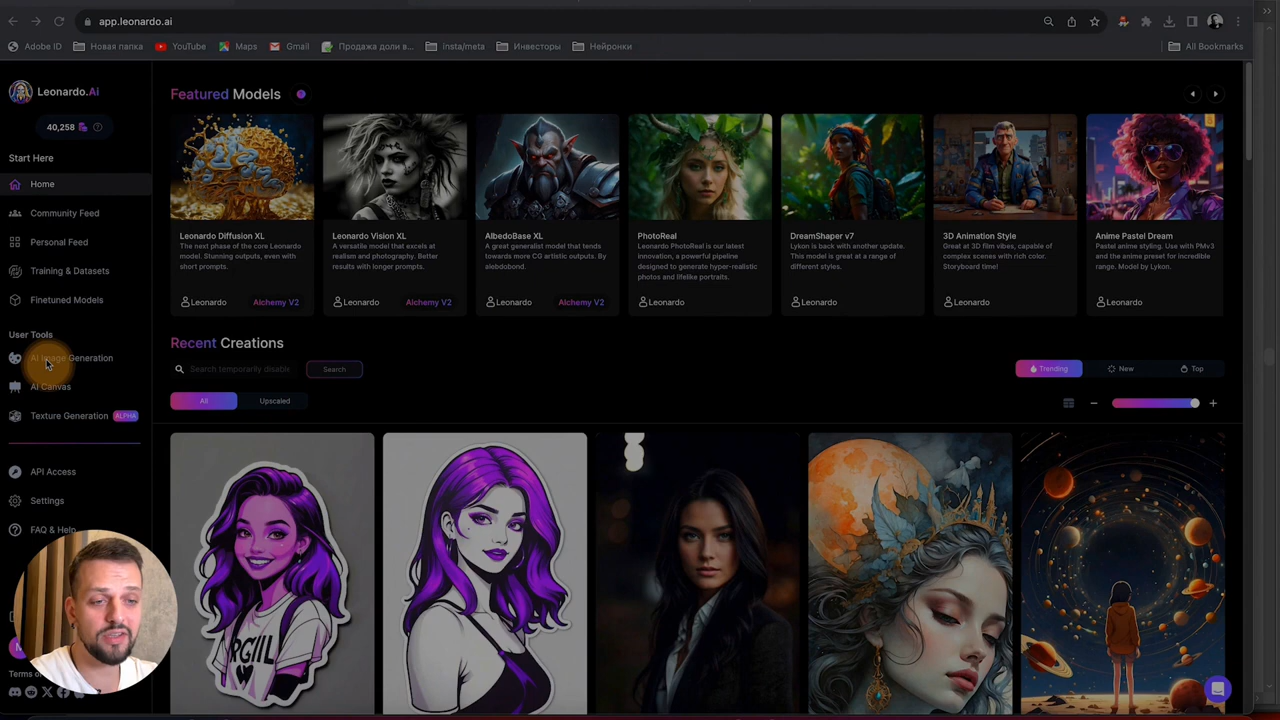 app.leonardo.ai
Adobe ID
Новая папка
YouTube
Maps
Gmail
Продажа доли в...
insta/meta
Инвесторы
Нейронки
All Bookmarks
Leonardo.Ai
40,258
Start Here
Home
Community Feed
Personal Feed
Training & Datasets
Finetuned Models
User Tools
AI Image Generation
AI Canvas
Texture Generation ALPHA
API Access
Settings
FAQ & Help
Terms o
Featured Models
Leonardo Diffusion XL
The next phase of the core Leonardo
model. Stunning outputs, even with
short prompts.
Leonardo
Alchemy V2
Leonardo Vision XL
A versatile model that excels at
realism and photography. Better
results with longer prompts.
Leonardo
Alchemy V2
AlbedoBase XL
A great generalist model that tends
towards more CG artistic outputs. By
albedobond.
Leonardo
Alchemy V2
PhotoReal
Leonardo PhotoReal is our latest
innovation, a powerful pipeline
designed to generate hyper-realistic
photos and lifelike portraits.
Leonardo
DreamShaper v7
Lykon is back with another update.
This model is great at a range of
different styles.
Leonardo
3D Animation Style
Great at 3D film vibes, capable of
complex scenes with rich color.
Storyboard time!
Leonardo
Anime Pastel Dream
Pastel anime styling. Use with PMv3
and the anime preset for incredible
range. Model by Lykon.
Leonardo
Recent Creations
Search temporarily disable
Search
Trending
New
Top
All
Upscaled